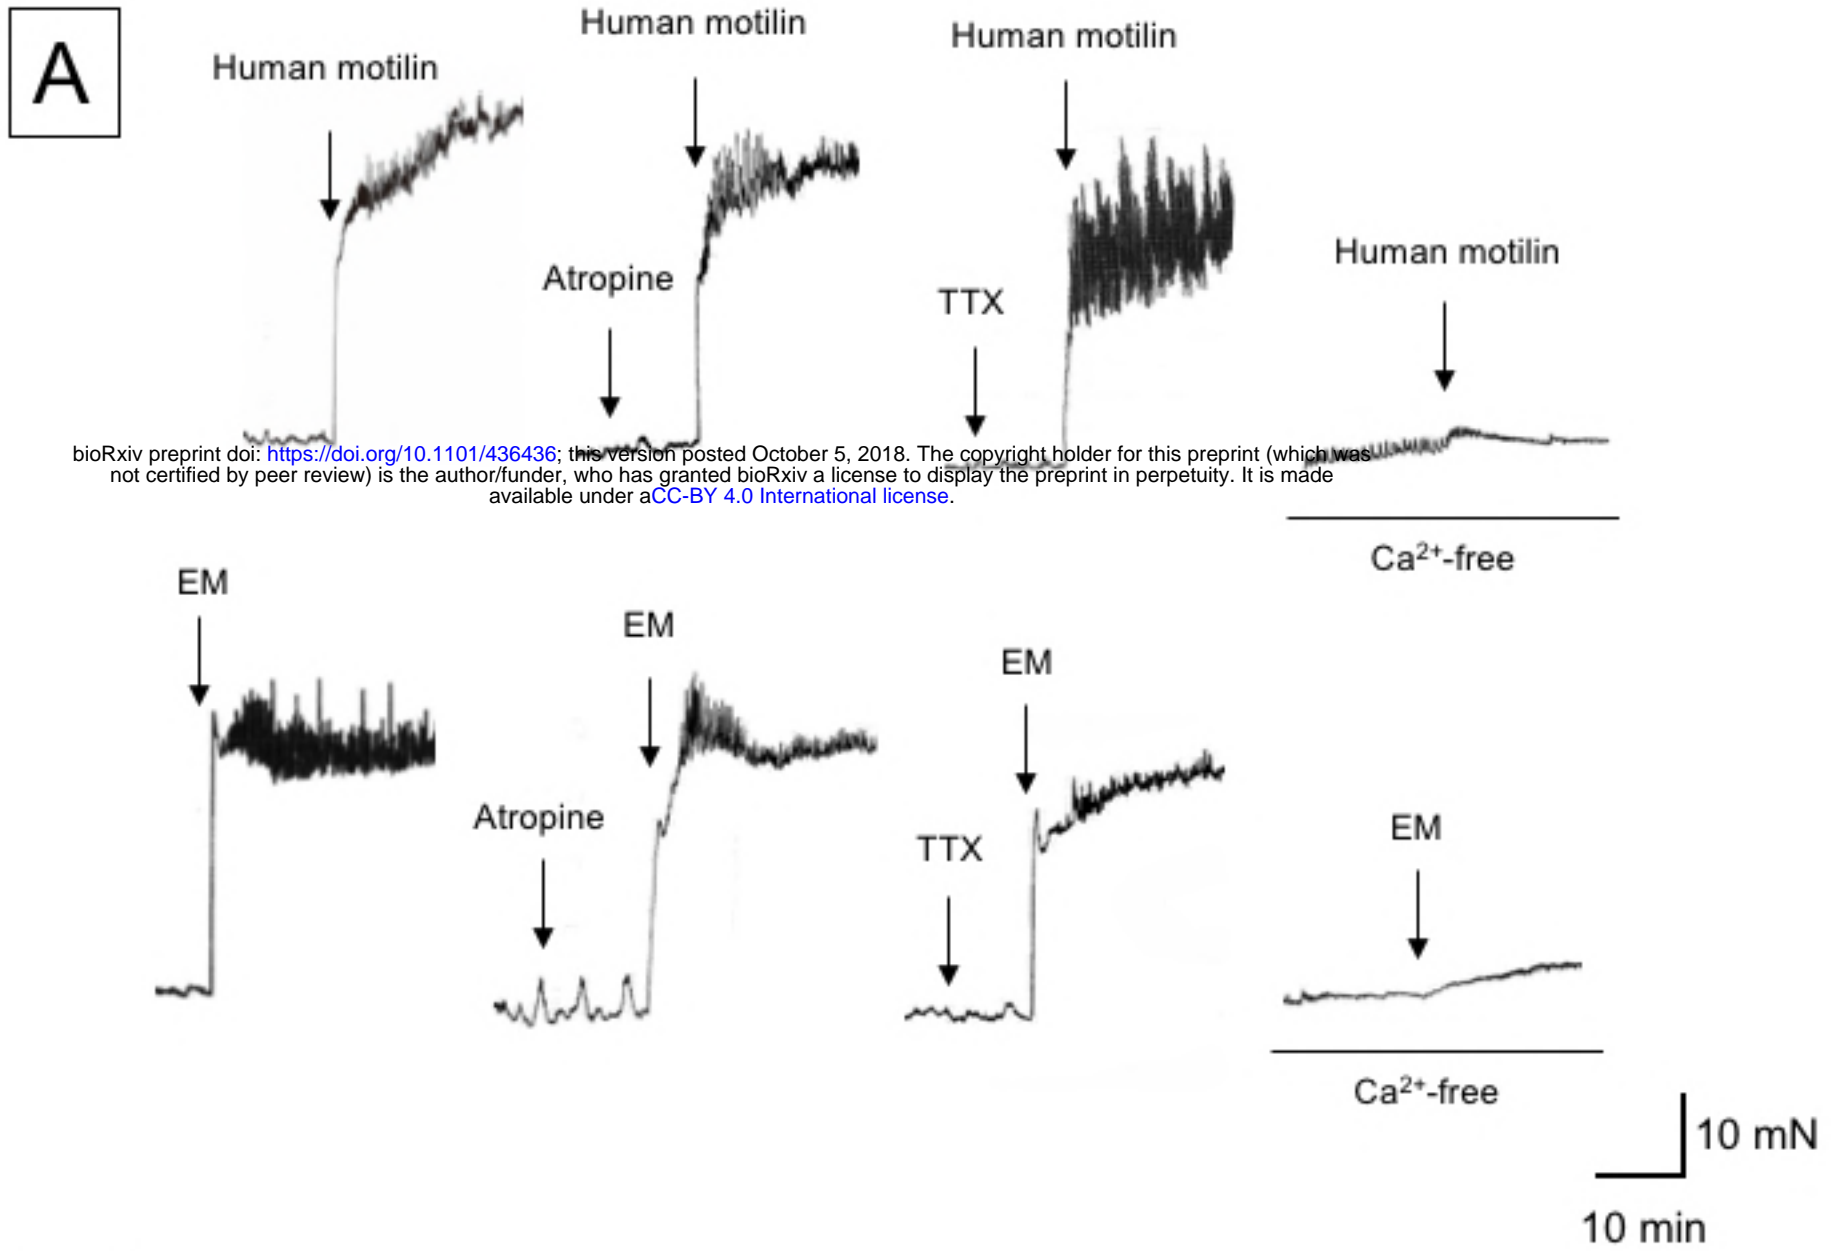 A
Human motilin
Human motilin
Human motilin
Human motilin
Atropine
TTX
bioRxiv preprint doi: https://doi.org/10.1101/436436; this version posted October 5, 2018. The copyright holder for this preprint (which was
not certified by peer review) is the author/funder, who has granted bioRxiv a license to display the preprint in perpetuity. It is made
available under aCC-BY 4.0 International license.
Ca²⁺-free
EM
EM
EM
EM
Atropine
TTX
Ca²⁺-free
10 mN
10 min